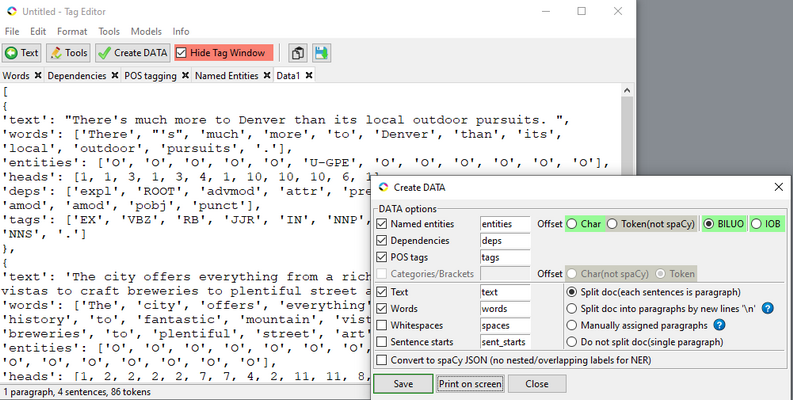 Untitled - Tag Editor
File Edit Format Tools Models Info
Text Tools Create DATA Hide Tag Window
Words Dependencies POS tagging Named Entities Data1
[
{
'text': "There's much more to Denver than its local outdoor pursuits. ",
'words': ['There', "'s", 'much', 'more', 'to', 'Denver', 'than', 'its',
'local', 'outdoor', 'pursuits', '.'],
'entities': ['O', 'O', 'O', 'O', 'O', 'U-GPE', 'O', 'O', 'O', 'O', 'O', 'O'],
'heads': [1, 1, 3, 1, 3, 4, 1, 10, 10, 10, 6, 1
'deps': ['expl', 'ROOT', 'advmod', 'attr', 'pre
'amod', 'amod', 'pobj', 'punct'],
'tags': ['EX', 'VBZ', 'RB', 'JJR', 'IN', 'NNP',
'NNS', '.']
},
{
'text': 'The city offers everything from a rich
vistas to craft breweries to plentiful street a
'words': ['The', 'city', 'offers', 'everything'
'history', 'to', 'fantastic', 'mountain', 'vist
'breweries', 'to', 'plentiful', 'street', 'art'
'entities': ['O', 'O', 'O', 'O', 'O', 'O', 'O',
'O', 'O', 'O', 'O', 'O', 'O', 'O'],
'heads': [1, 2, 2, 2, 2, 7, 7, 4, 2, 11, 11, 8,
1 paragraph, 4 sentences, 86 tokens
Create DATA
DATA options
Named entities entities Offset Char Token(not spaCy) BILUO IOB
Dependencies deps
POS tags tags
Categories/Brackets Offset Char(not spaCy) Token
Text text Split doc(each sentences is paragraph)
Words words Split doc into paragraphs by new lines '\n' ?
Whitespaces spaces Manually assigned paragraphs ?
Sentence starts sent_starts Do not split doc(single paragraph)
Convert to spaCy JSON (no nested/overlapping labels for NER)
Save Print on screen Close